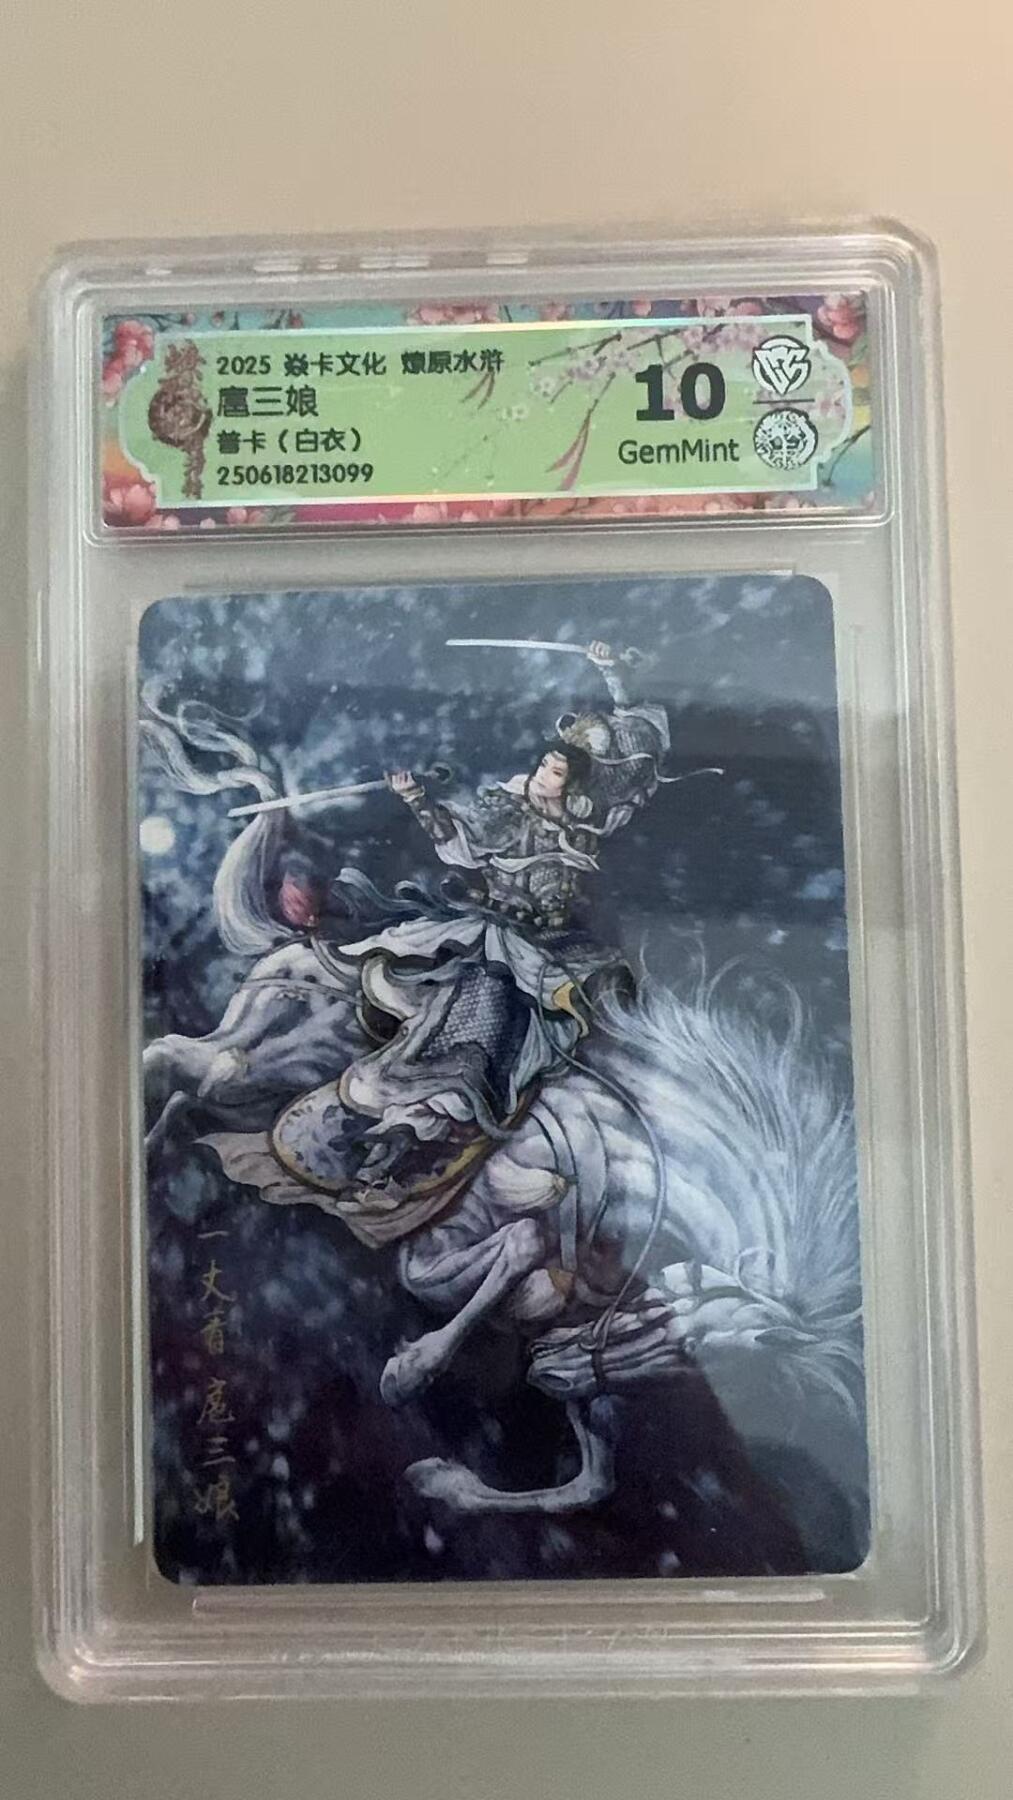 2025 焱卡文化 燎原水浒
扈三娘
普卡（白衣）
250618213099
10
GemMint
一丈青 扈三娘